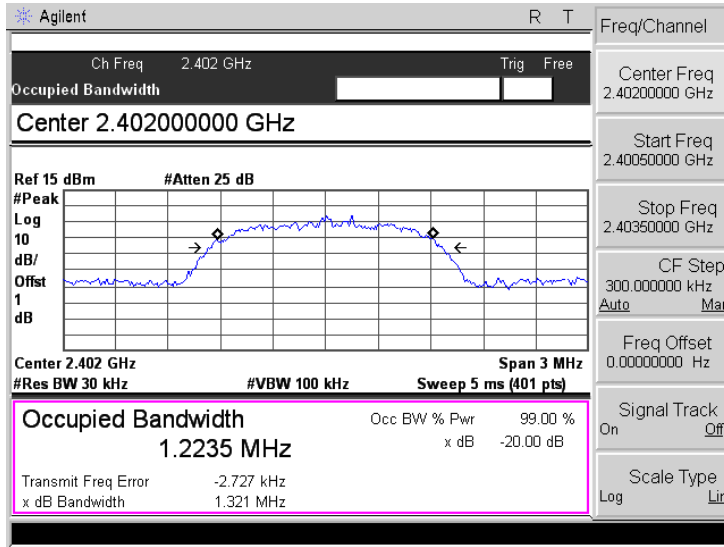 Agilent R T
Freq/Channel
Ch Freq 2.402 GHz Trig Free
Occupied Bandwidth
Center 2.402000000 GHz
Ref 15 dBm #Atten 25 dB
#Peak
Log
10
dB/
Offst
1
dB
Center 2.402 GHz Span 3 MHz
#Res BW 30 kHz #VBW 100 kHz Sweep 5 ms (401 pts)
Occupied Bandwidth Occ BW % Pwr 99.00 %
1.2235 MHz x dB -20.00 dB
Transmit Freq Error -2.727 kHz
x dB Bandwidth 1.321 MHz
Center Freq
2.40200000 GHz
Start Freq
2.40050000 GHz
Stop Freq
2.40350000 GHz
CF Step
300.000000 kHz
Auto Man
Freq Offset
0.00000000 Hz
Signal Track
On Off
Scale Type
Log Lin